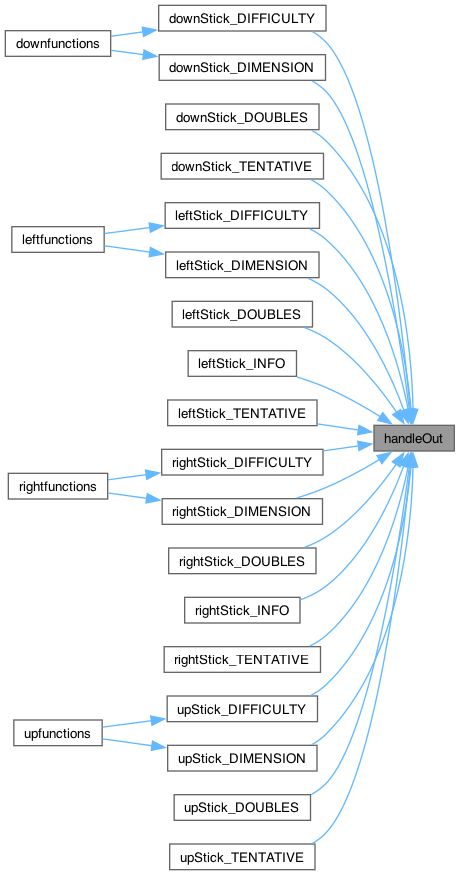 downStick_DIFFICULTY
downfunctions
downStick_DIMENSION
downStick_DOUBLES
downStick_TENTATIVE
leftStick_DIFFICULTY
leftfunctions
leftStick_DIMENSION
leftStick_DOUBLES
leftStick_INFO
leftStick_TENTATIVE
handleOut
rightStick_DIFFICULTY
rightfunctions
rightStick_DIMENSION
rightStick_DOUBLES
rightStick_INFO
rightStick_TENTATIVE
upStick_DIFFICULTY
upfunctions
upStick_DIMENSION
upStick_DOUBLES
upStick_TENTATIVE